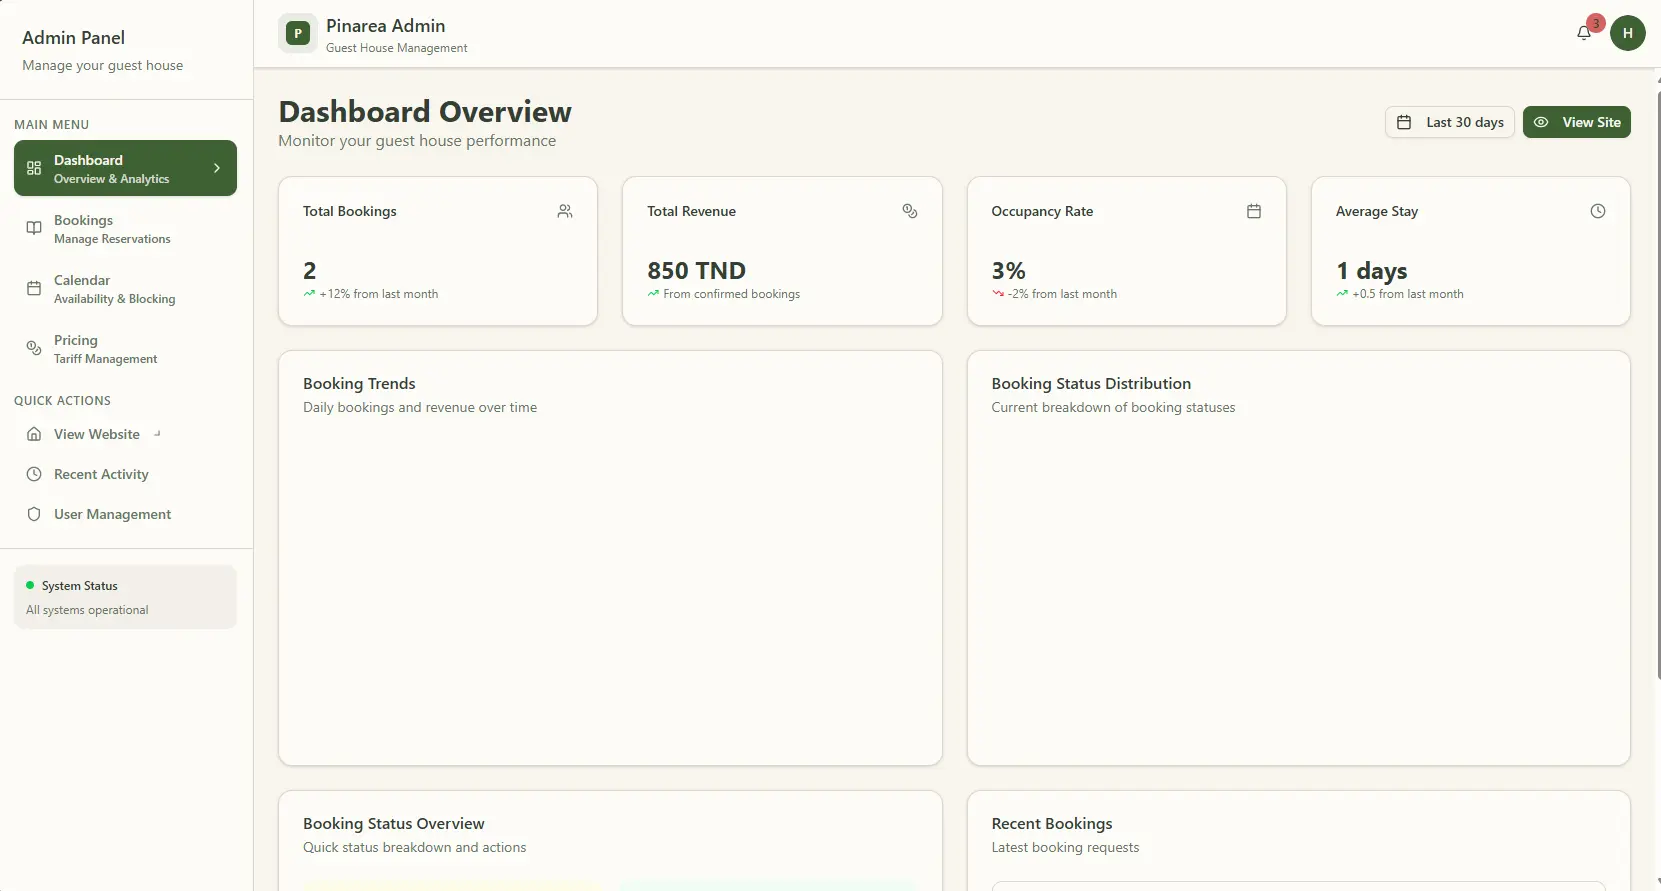 Admin Panel
Manage your guest house
MAIN MENU
Dashboard
Overview & Analytics
Bookings
Manage Reservations
Calendar
Availability & Blocking
Pricing
Tariff Management
QUICK ACTIONS
View Website
Recent Activity
User Management
System Status
All systems operational
P
Pinarea Admin
Guest House Management
3
H
Dashboard Overview
Monitor your guest house performance
Last 30 days
View Site
Total Bookings
2
+12% from last month
Total Revenue
850 TND
From confirmed bookings
Occupancy Rate
3%
-2% from last month
Average Stay
1 days
+0.5 from last month
Booking Trends
Daily bookings and revenue over time
Booking Status Distribution
Current breakdown of booking statuses
Booking Status Overview
Quick status breakdown and actions
Recent Bookings
Latest booking requests